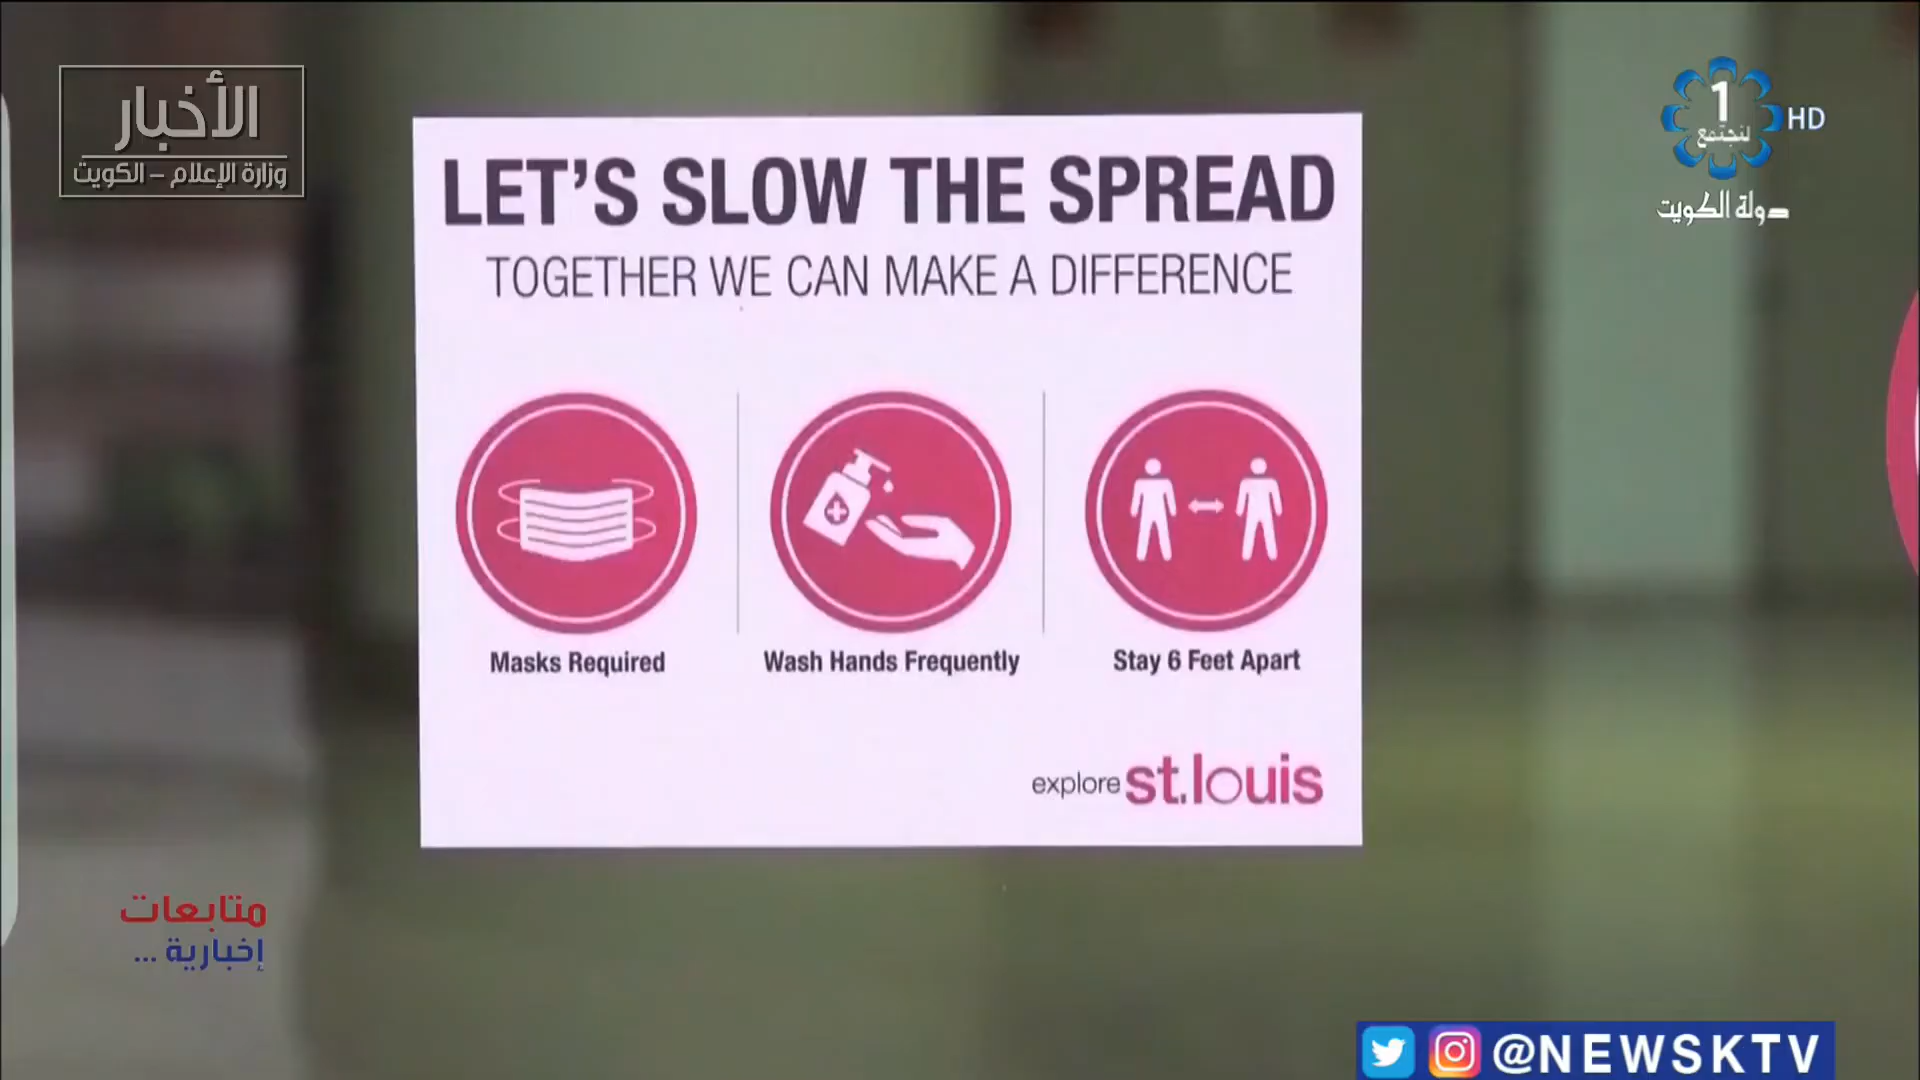 الأخبار
وزارة الإعلام - الكويت
1
لنجتمع
HD
دولة الكويت
LET'S SLOW THE SPREAD
TOGETHER WE CAN MAKE A DIFFERENCE
Masks Required
Wash Hands Frequently
Stay 6 Feet Apart
explore st.louis
متابعات
إخبارية ...
@NEWSKTV